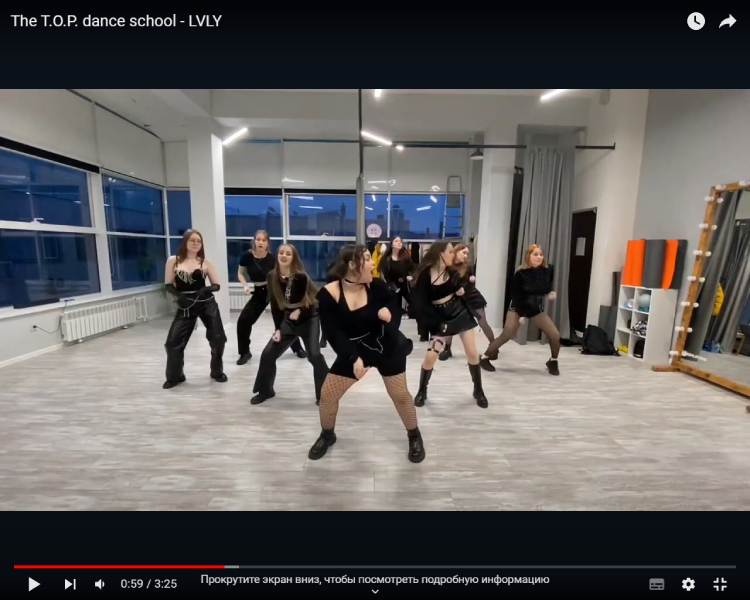 The T.O.P. dance school - LVLY
0:59 / 3:25
Прокрутите экран вниз, чтобы посмотреть подробную информацию